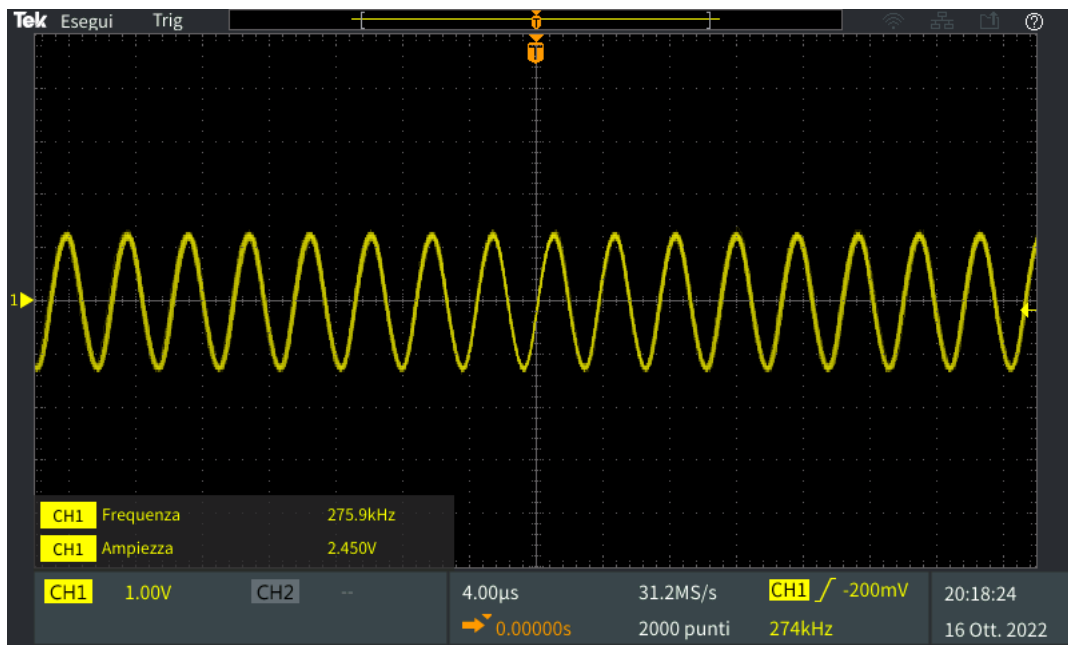 Tek Esegui Trig T ?
T
1
CH1 Frequenza 275.9kHz
CH1 Ampiezza 2.450V
CH1 1.00V CH2 -- 4.00µs 31.2MS/s CH1 -200mV 20:18:24
0.00000s 2000 punti 274kHz 16 Ott. 2022